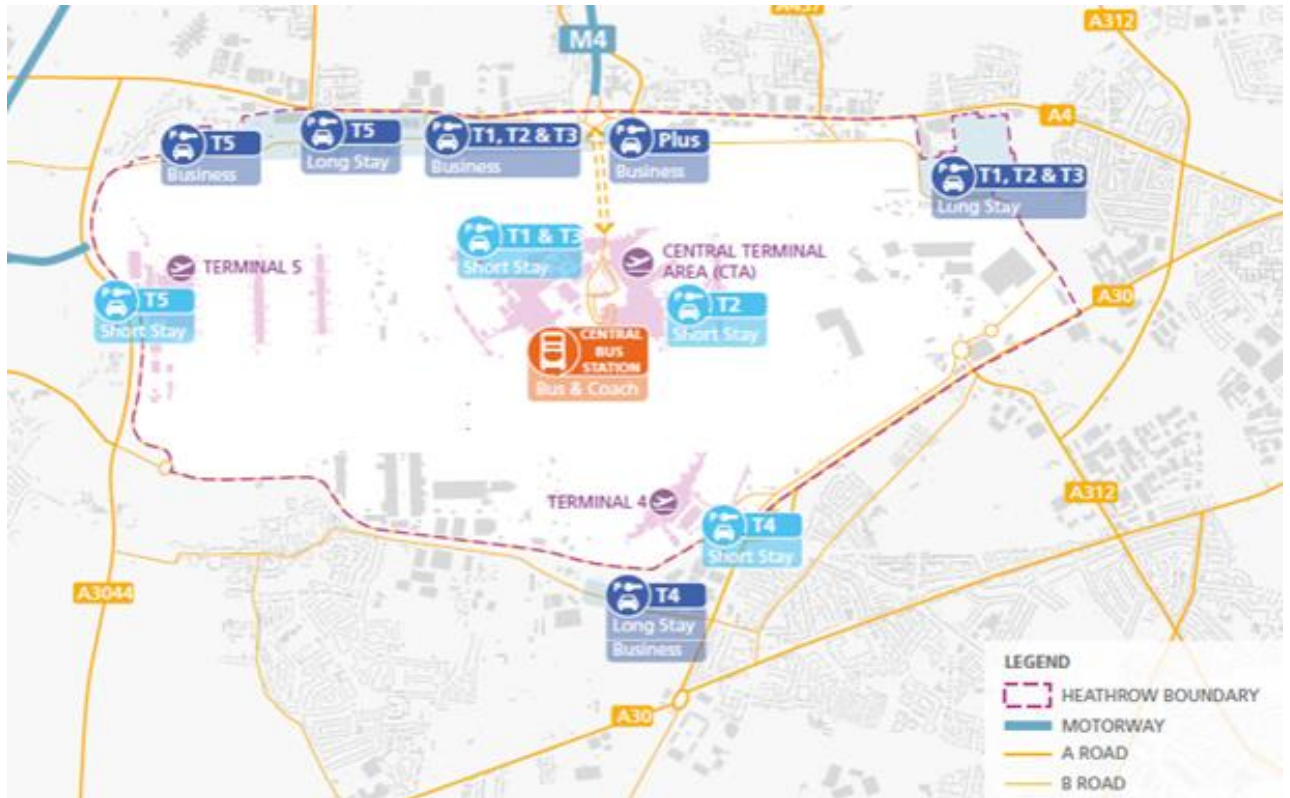 A437
A312
M4
A4
T5
Business
T5
Long Stay
T1, T2 & T3
Business
Plus
Business
T1, T2 & T3
Long Stay
T1 & T3
Short Stay
TERMINAL 5
CENTRAL TERMINAL
AREA (CTA)
T5
Short Stay
T2
Short Stay
A30
CENTRAL
BUS
STATION
Bus & Coach
TERMINAL 4
A312
T4
Short Stay
A3044
T4
Long Stay
Business
A30
LEGEND
HEATHROW BOUNDARY
MOTORWAY
A ROAD
B ROAD